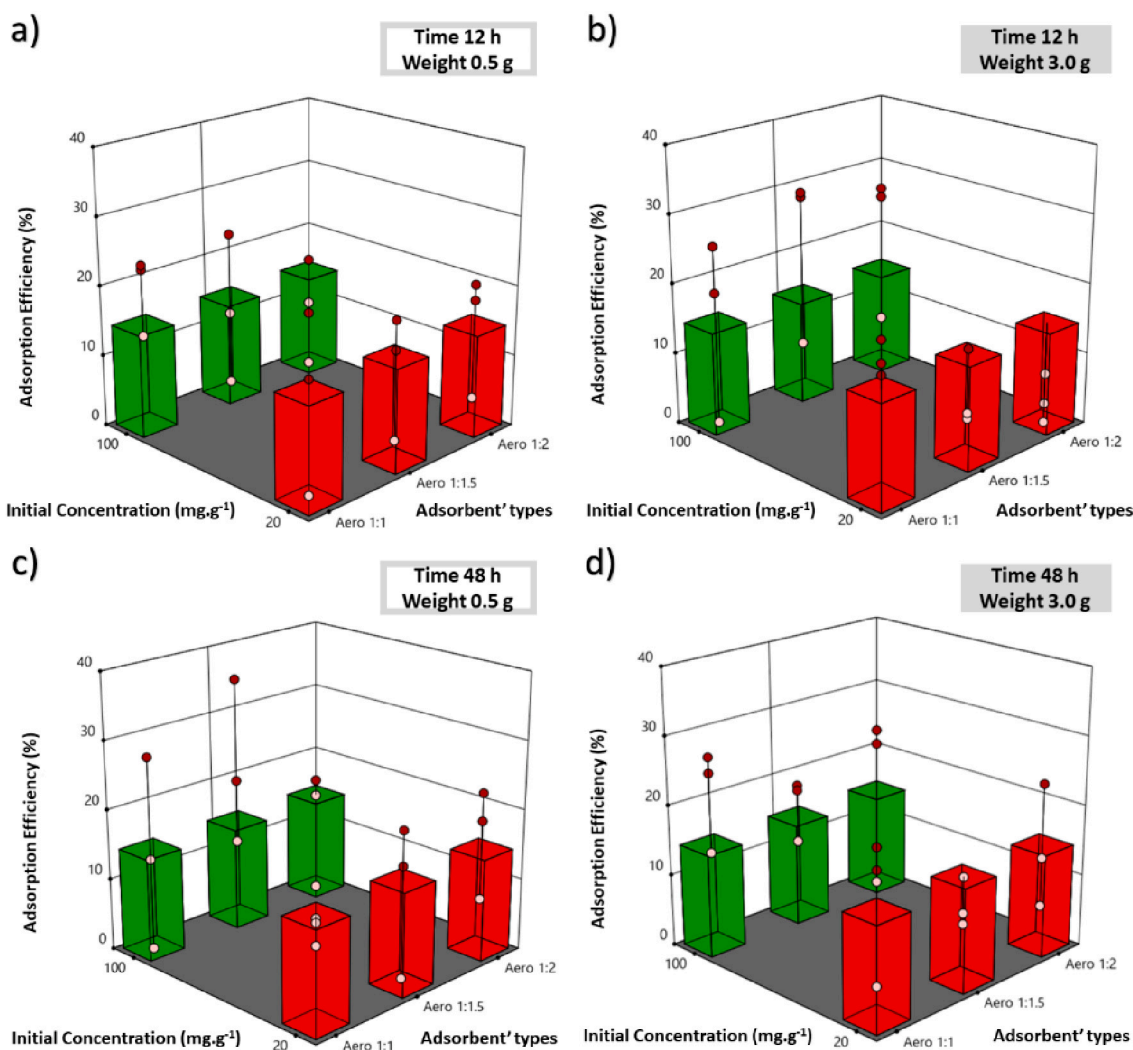 a)
Time 12 h
Weight 0.5 g
40
30
20
10
0
Adsorption Efficiency (%)
100
20
Initial Concentration (mg.g-1)
Aero 1:1
Aero 1:1.5
Aero 1:2
Adsorbent' types
b)
Time 12 h
Weight 3.0 g
40
30
20
10
0
Adsorption Efficiency (%)
100
20
Initial Concentration (mg.g-1)
Aero 1:1
Aero 1:1.5
Aero 1:2
Adsorbent' types
c)
Time 48 h
Weight 0.5 g
40
30
20
10
0
Adsorption Efficiency (%)
100
20
Initial Concentration (mg.g-1)
Aero 1:1
Aero 1:1.5
Aero 1:2
Adsorbent' types
d)
Time 48 h
Weight 3.0 g
40
30
20
10
0
Adsorption Efficiency (%)
100
20
Initial Concentration (mg.g-1)
Aero 1:1
Aero 1:1.5
Aero 1:2
Adsorbent' types